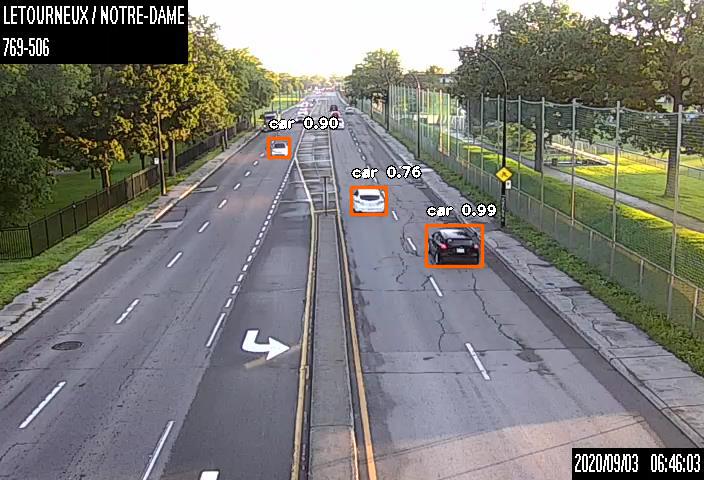 LETOURNEUX / NOTRE-DAME
769-506
car 0.90
car 0.76
car 0.99
2020/09/03 06:46:03